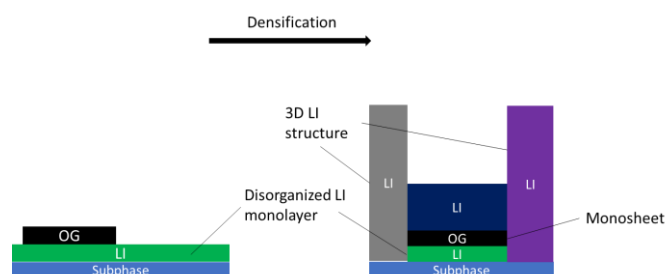 Densification
3D LI
structure
LI
LI
LI
Disorganized LI
monolayer
Monosheet
OG
OG
LI
LI
Subphase
Subphase